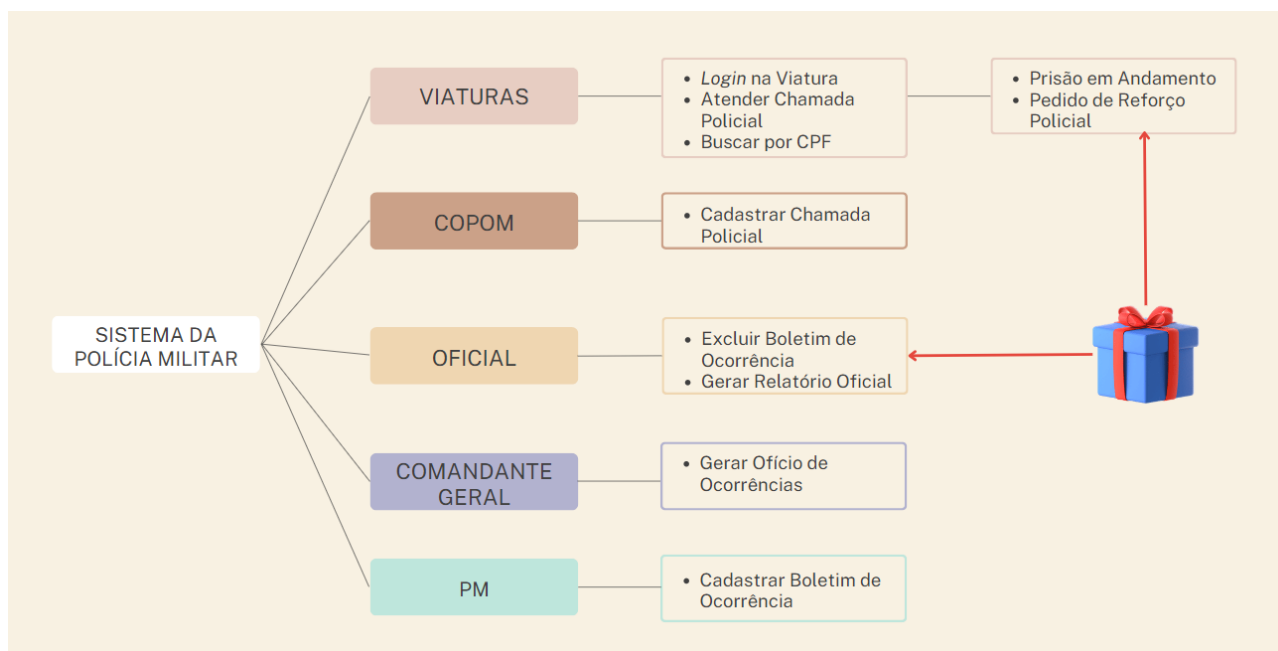 SISTEMA DA
POLÍCIA MILITAR
VIATURAS
• Login na Viatura
• Atender Chamada
Policial
• Buscar por CPF
• Prisão em Andamento
• Pedido de Reforço
Policial
COPOM
• Cadastrar Chamada
Policial
OFICIAL
• Excluir Boletim de
Ocorrência
• Gerar Relatório Oficial
COMANDANTE
GERAL
• Gerar Ofício de
Ocorrências
PM
• Cadastrar Boletim de
Ocorrência